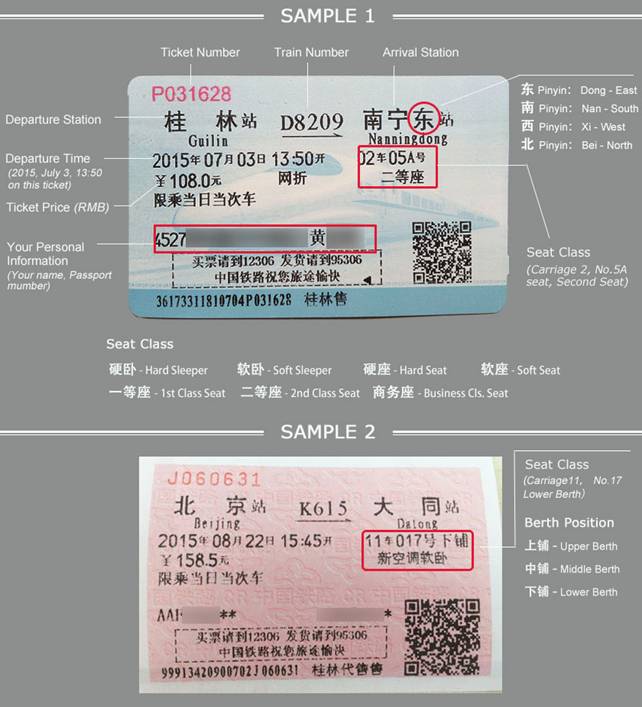 SAMPLE 1
Ticket Number
Train Number
Arrival Station
P031628
Departure Station
桂 林站 D8209 南宁东站
Guilin Nanningdong
东 Pinyin: Dong - East
南 Pinyin: Nan - South
西 Pinyin: Xi - West
北 Pinyin: Bei - North
Departure Time
(2015, July 3, 13:50
on this ticket)
2015年07月03日 13:50开 02车05A号
￥108.0元 网折 二等座
Ticket Price (RMB)
限乘当日当次车
Your Personal
Information
(Your name, Passport
mumber)
4527 黄
买票请到12306 发货请到95306
中国铁路祝您旅途愉快
36173311810704P031628 桂林售
Seat Class
(Carriage 2, No.5A
seat, Second Seat)
Seat Class
硬卧 - Hard Sleeper 软卧 - Soft Sleeper 硬座 - Hard Seat 软座 - Soft Seat
一等座 - 1st Class Seat 二等座 - 2nd Class Seat 商务座 - Business Cls. Seat
SAMPLE 2
J060631
北 京站 K615 大 同站
Beijing Datong
2015年08月22日 15:45开 11车017号下铺
￥158.5元 新空调软卧
限乘当日当次车
AAI ** *
买票请到12306 发货请到95306
中国铁路祝您旅途愉快
99913420900702J060631 桂林代售售
Seat Class
(Carriage11, No.17
Lower Berth)
Berth Position
上铺 - Upper Berth
中铺 - Middle Berth
下铺 - Lower Berth